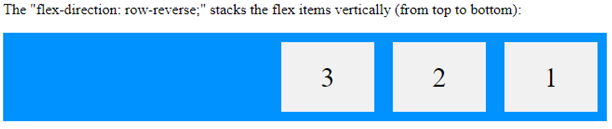 The "flex-direction: row-reverse;" stacks the flex items vertically (from top to bottom):
3 2 1